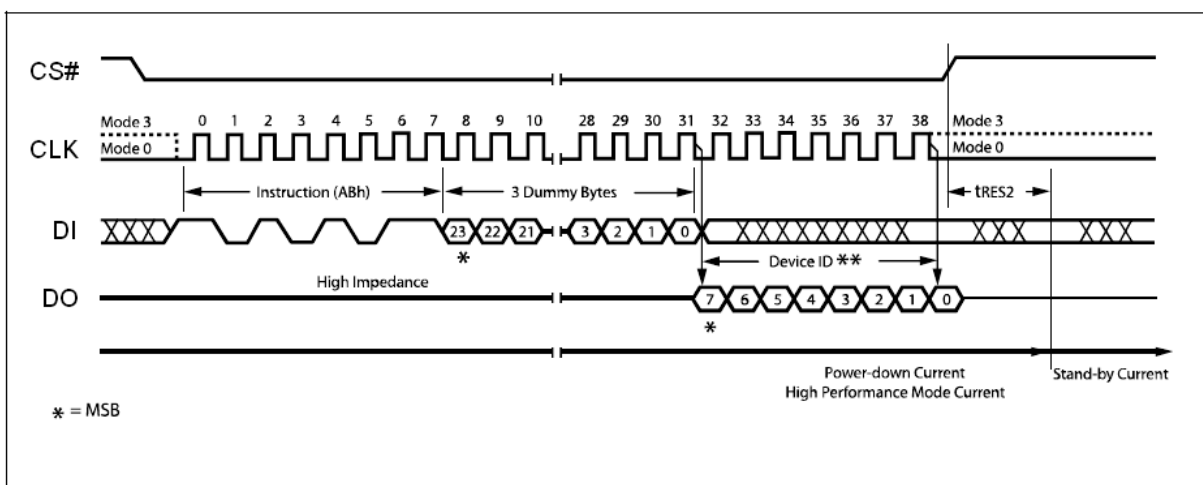 CS#
0 1 2 3 4 5 6 7 8 9 10 28 29 30 31 32 33 34 35 36 37 38
Mode 3 Mode 3
CLK
Mode 0 Mode 0
Instruction (ABh) 3 Dummy Bytes tRES2
DI 23 22 21 3 2 1 0
* Device ID **
High Impedance
DO 7 6 5 4 3 2 1 0
*
Power-down Current Stand-by Current
High Performance Mode Current
* = MSB